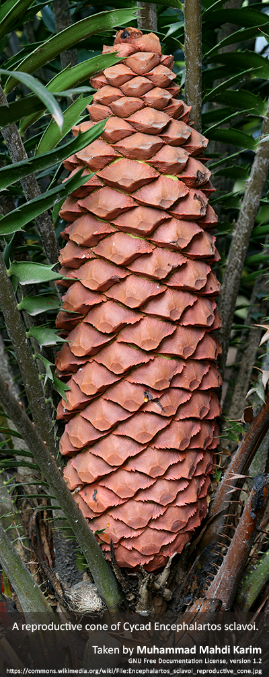 A reproductive cone of Cycad Encephalartos sclavoi.
Taken by Muhammad Mahdi Karim
GNU Free Documentation License, version 1.2
https://commons.wikimedia.org/wiki/File:Encephalartos_sclavoi_reproductive_cone.jpg